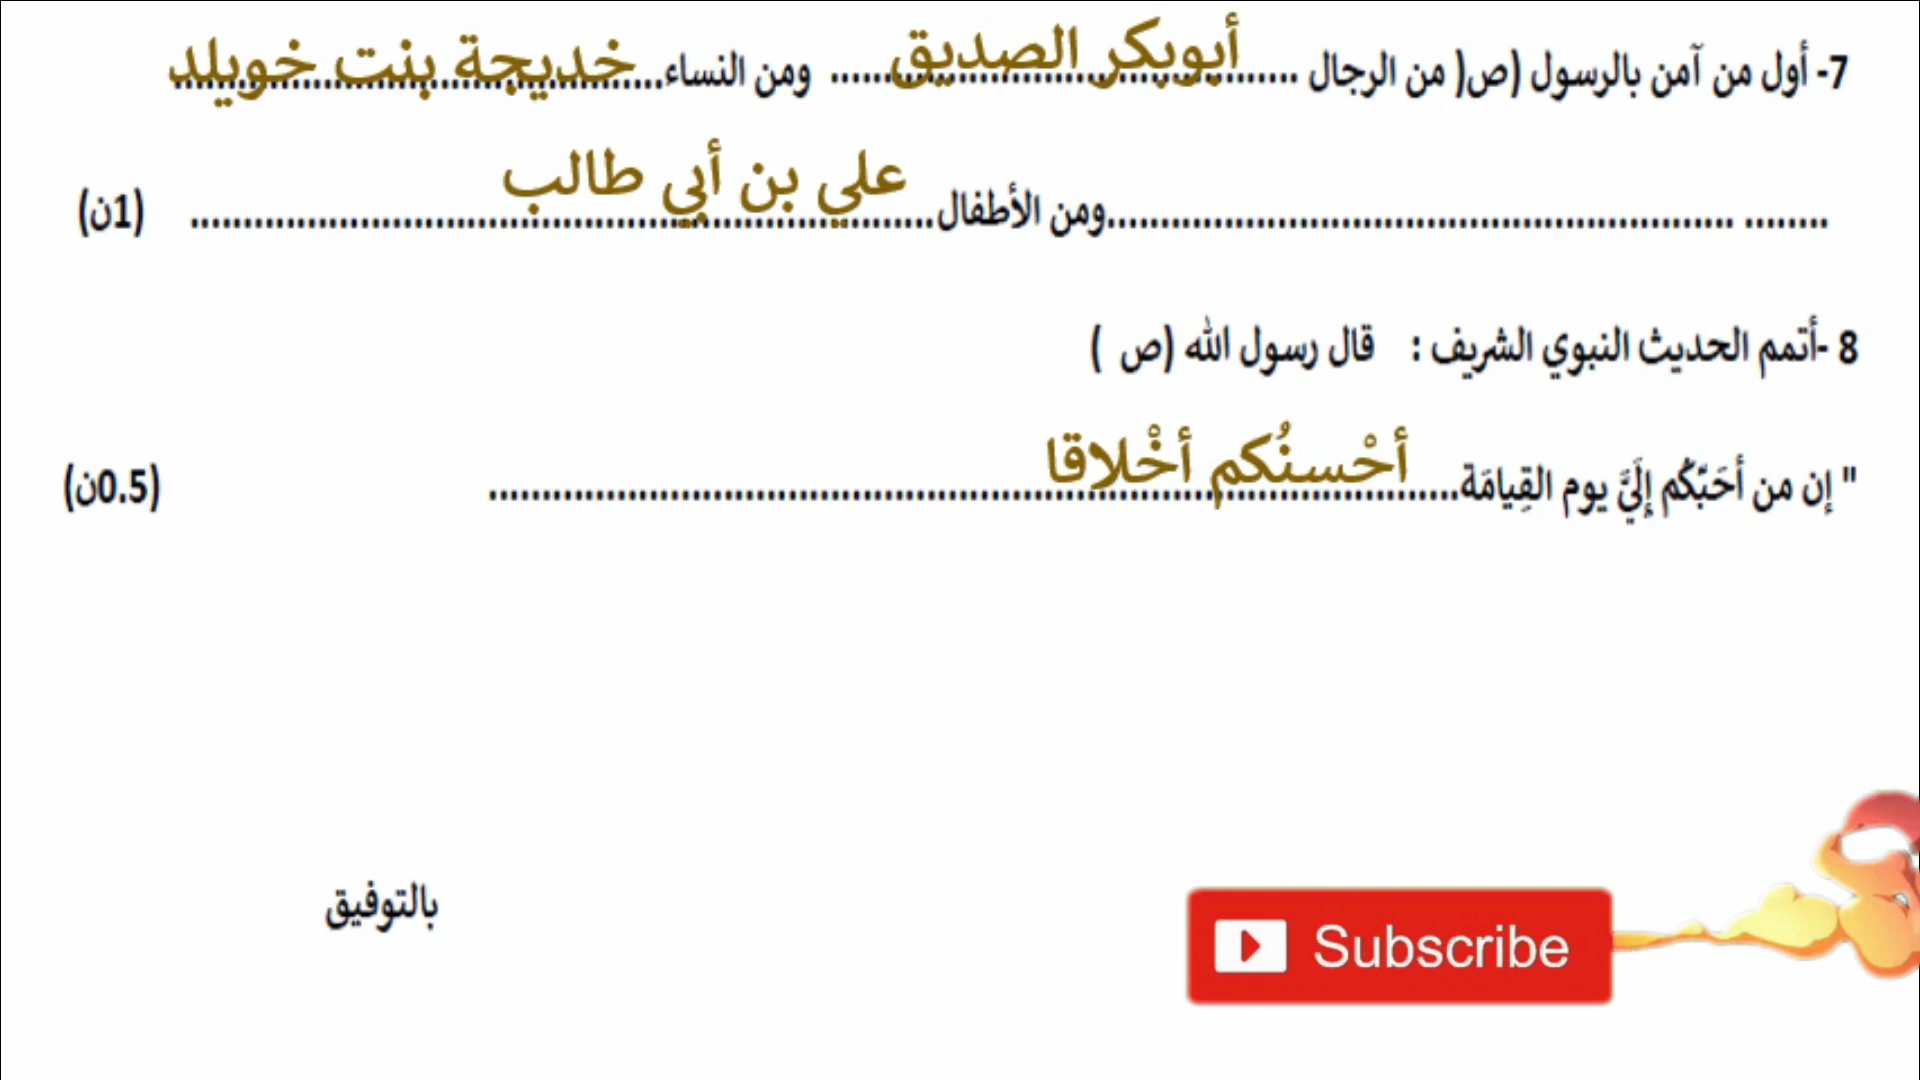 7- أول من آمن بالرسول (ص( من الرجال ........ أبوبكر الصديق ........ ومن النساء........ خديجة بنت خويلد ........
........ ........ومن الأطفال........ علي بن أبي طالب ........ (1ن)
8 -أتمم الحديث النبوي الشريف : قال رسول الله (ص )
" إن من أحَبِّكُم إلَيَّ يوم القِيامَة........ أحْسنُكم أخْلاقا ........ (0.5ن)
بالتوفيق
Subscribe